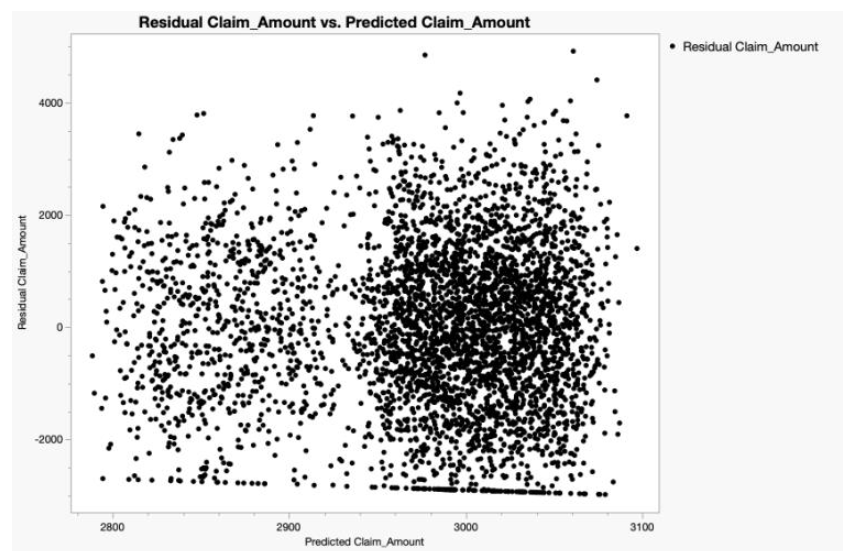 Residual Claim_Amount vs. Predicted Claim_Amount
Residual Claim_Amount
4000
2000
0
-2000
Residual Claim_Amount
2800
2900
3000
3100
Predicted Claim_Amount